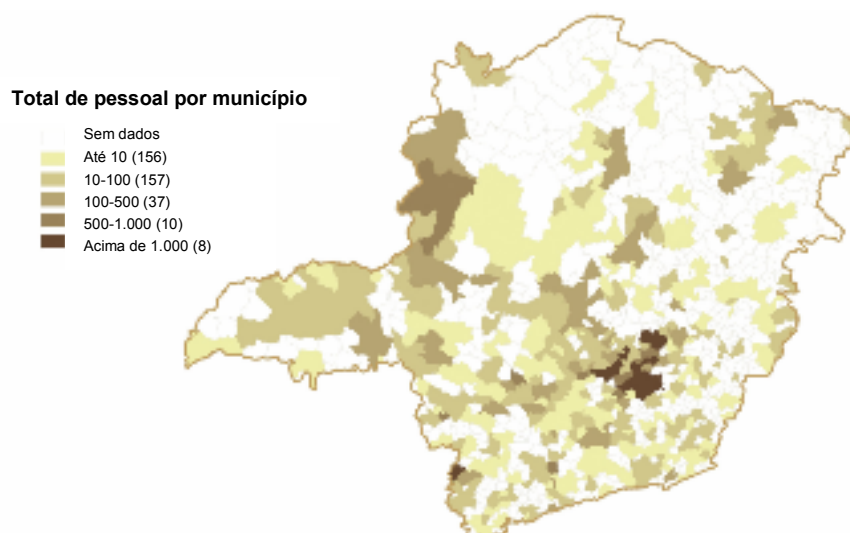 Total de pessoal por município
Sem dados
Até 10 (156)
10-100 (157)
100-500 (37)
500-1.000 (10)
Acima de 1.000 (8)